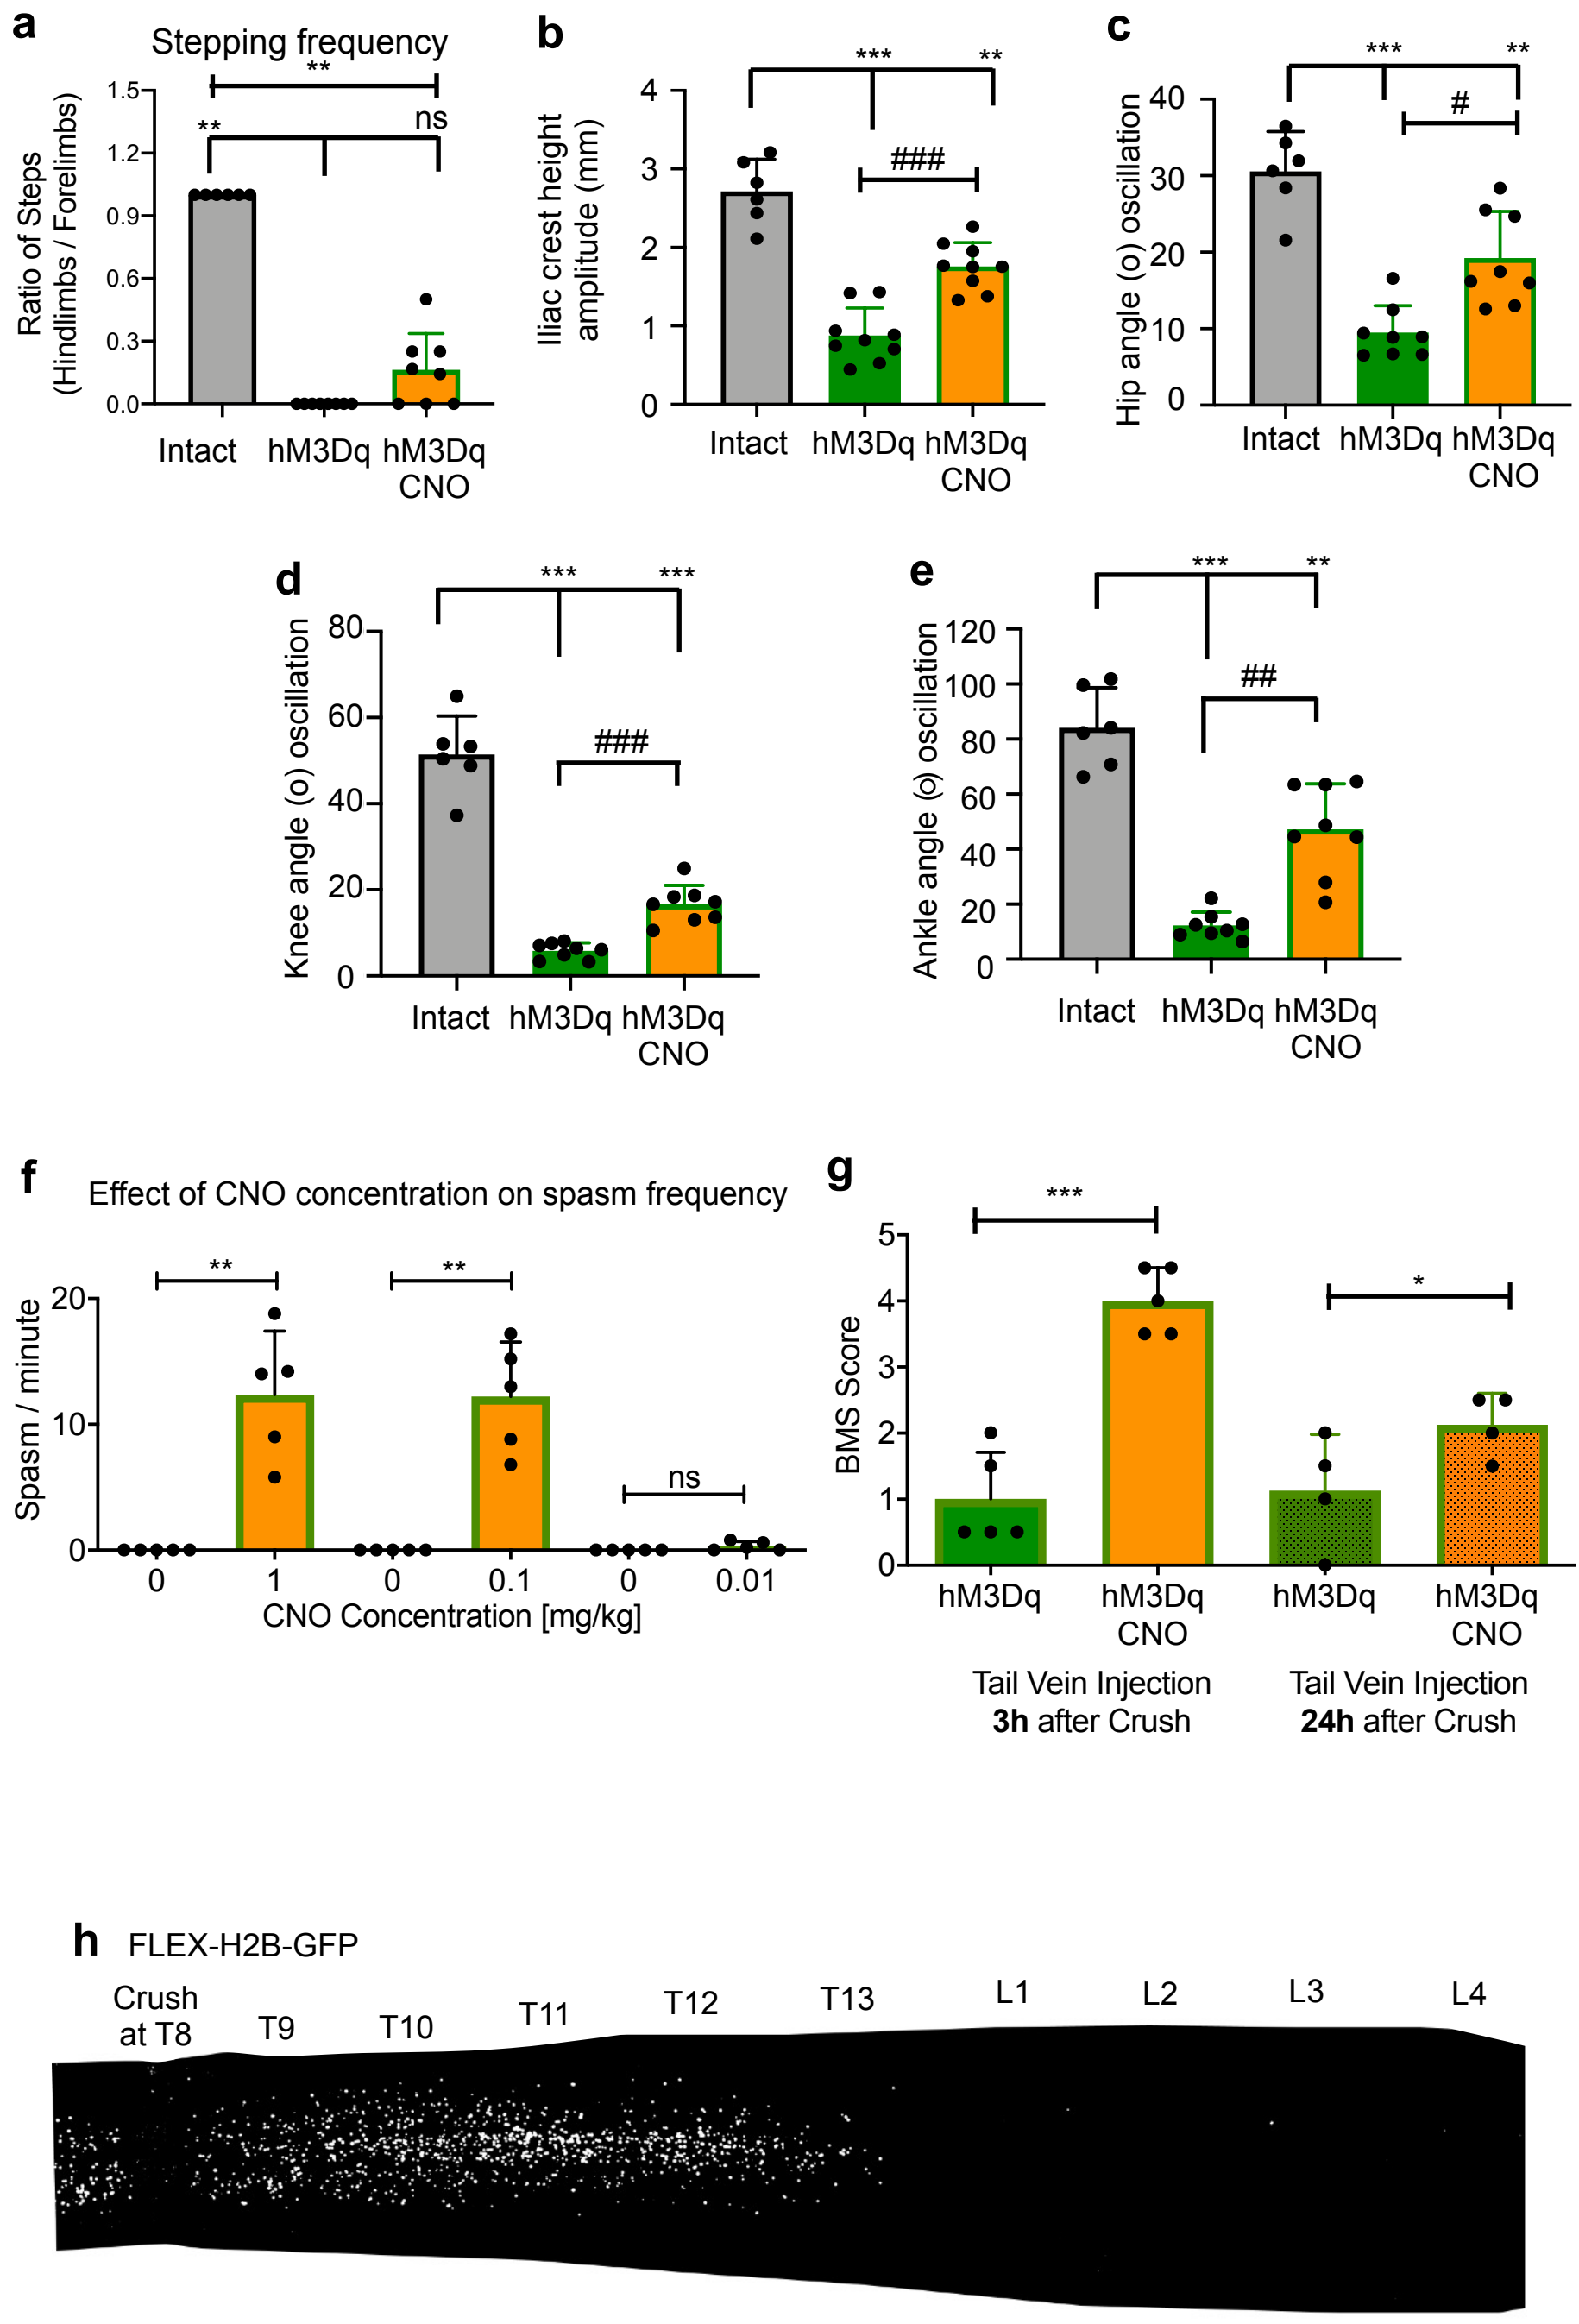 a
Stepping frequency
**
** ns
Ratio of Steps
(Hindlimbs / Forelimbs)
1.5
1.2
0.9
0.6
0.3
0.0
Intact hM3Dq hM3Dq
CNO
b
*** **
###
Iliac crest height
amplitude (mm)
4
3
2
1
0
Intact hM3Dq hM3Dq
CNO
c
*** **
#
Hip angle (o) oscillation
40
30
20
10
0
Intact hM3Dq hM3Dq
CNO
d
*** ***
###
Knee angle (o) oscillation
80
60
40
20
0
Intact hM3Dq hM3Dq
CNO
e
*** **
##
Ankle angle (o) oscillation
120
100
80
60
40
20
0
Intact hM3Dq hM3Dq
CNO
f
Effect of CNO concentration on spasm frequency
** **
ns
Spasm / minute
20
10
0
0 1 0 0.1 0 0.01
CNO Concentration [mg/kg]
g
***
*
BMS Score
5
4
3
2
1
0
hM3Dq hM3Dq hM3Dq hM3Dq
CNO CNO
Tail Vein Injection Tail Vein Injection
3h after Crush 24h after Crush
h FLEX-H2B-GFP
Crush
at T8 T9 T10 T11 T12 T13 L1 L2 L3 L4